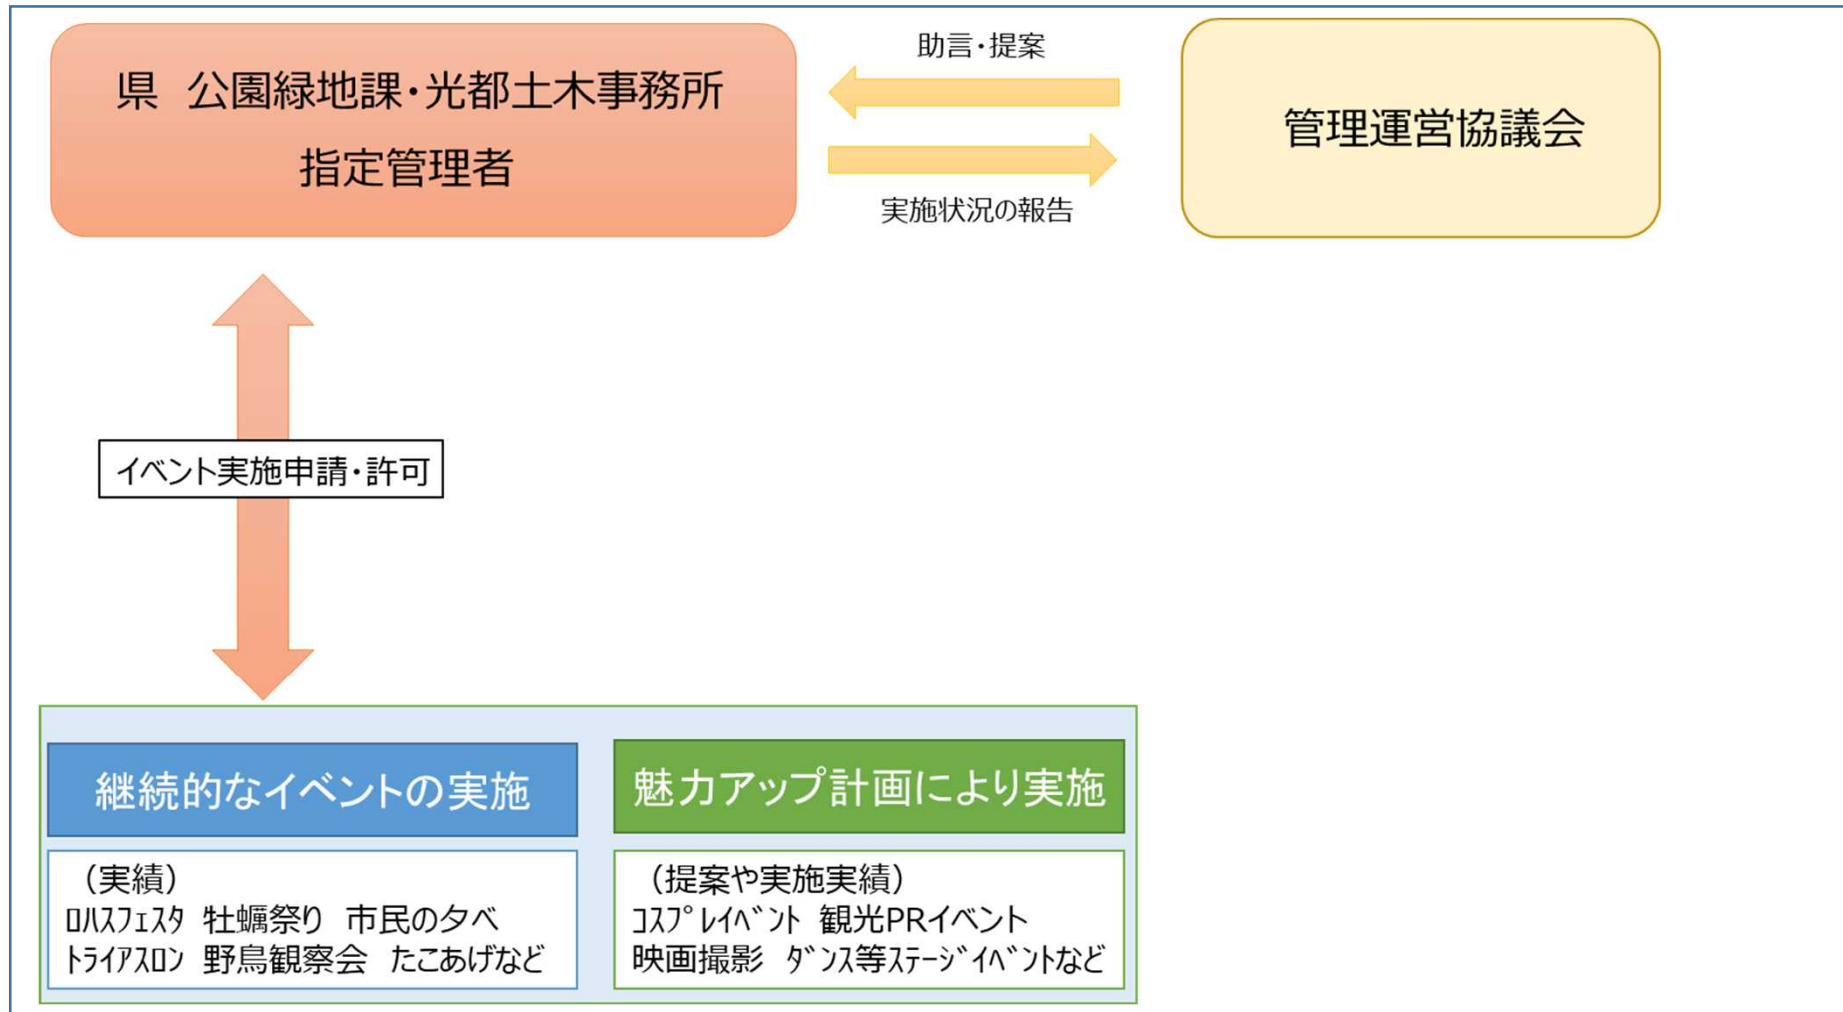 県 公園緑地課・光都土木事務所
指定管理者
助言・提案
実施状況の報告
管理運営協議会
イベント実施申請・許可
継続的なイベントの実施
(実績)
ﾛﾊｽﾌｪｽﾀ 牡蠣祭り 市民の夕べ
ﾄﾗｲｱｽﾛﾝ 野鳥観察会 たこあげなど
魅力アップ計画により実施
(提案や実施実績)
ｺｽﾌﾟﾚｲﾍﾞﾝﾄ 観光PRイベント
映画撮影 ﾀﾞﾝｽ等ｽﾃｰｼﾞｲﾍﾞﾝﾄなど